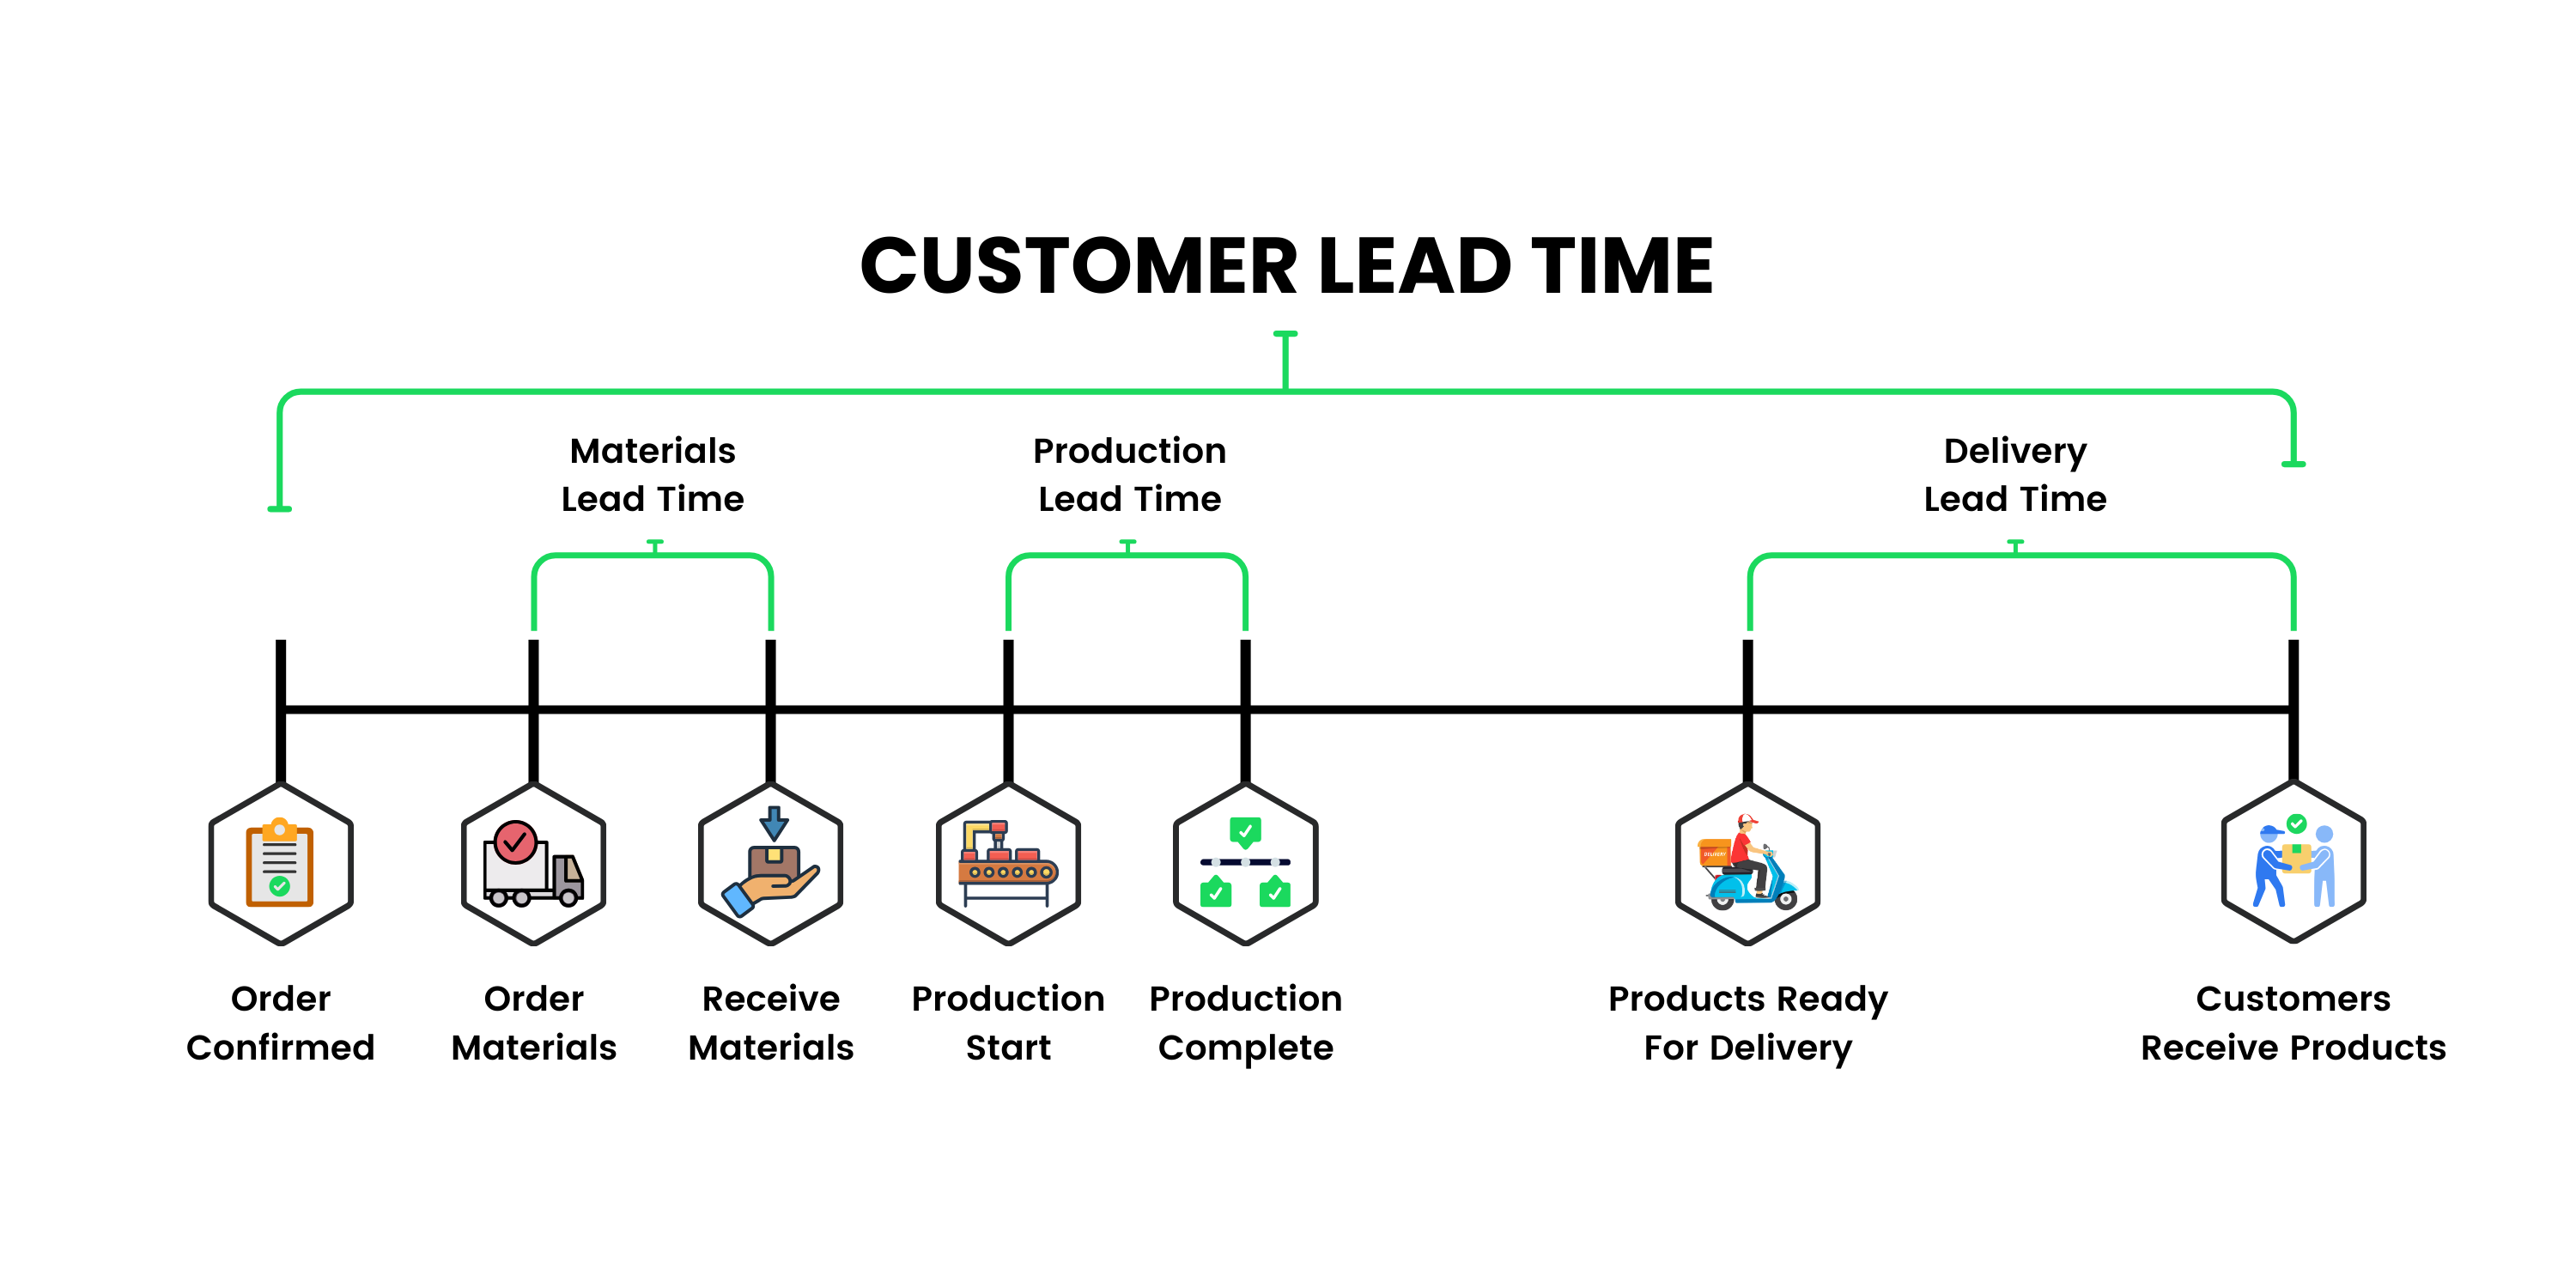 CUSTOMER LEAD TIME
Materials
Lead Time
Production
Lead Time
Delivery
Lead Time
Order
Confirmed
Order
Materials
Receive
Materials
Production
Start
Production
Complete
DELIVERY
Products Ready
For Delivery
Customers
Receive Products